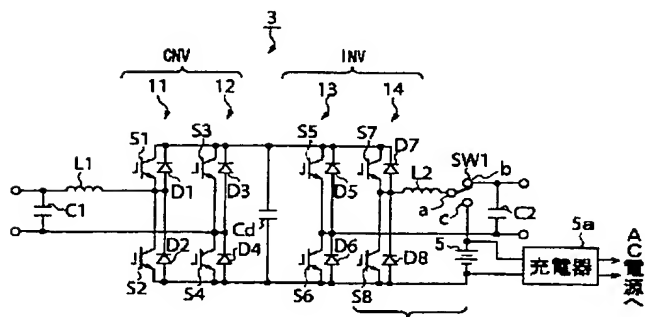 3
CNV
INV
11
12
13
14
S1
S3
S5
S7
D7
L1
D1
D3
D5
L2
SW1
b
a
c
C1
Cd
C2
5
5a
D2
D4
D6
D8
S2
S4
S6
S8
充電器
AC電源へ